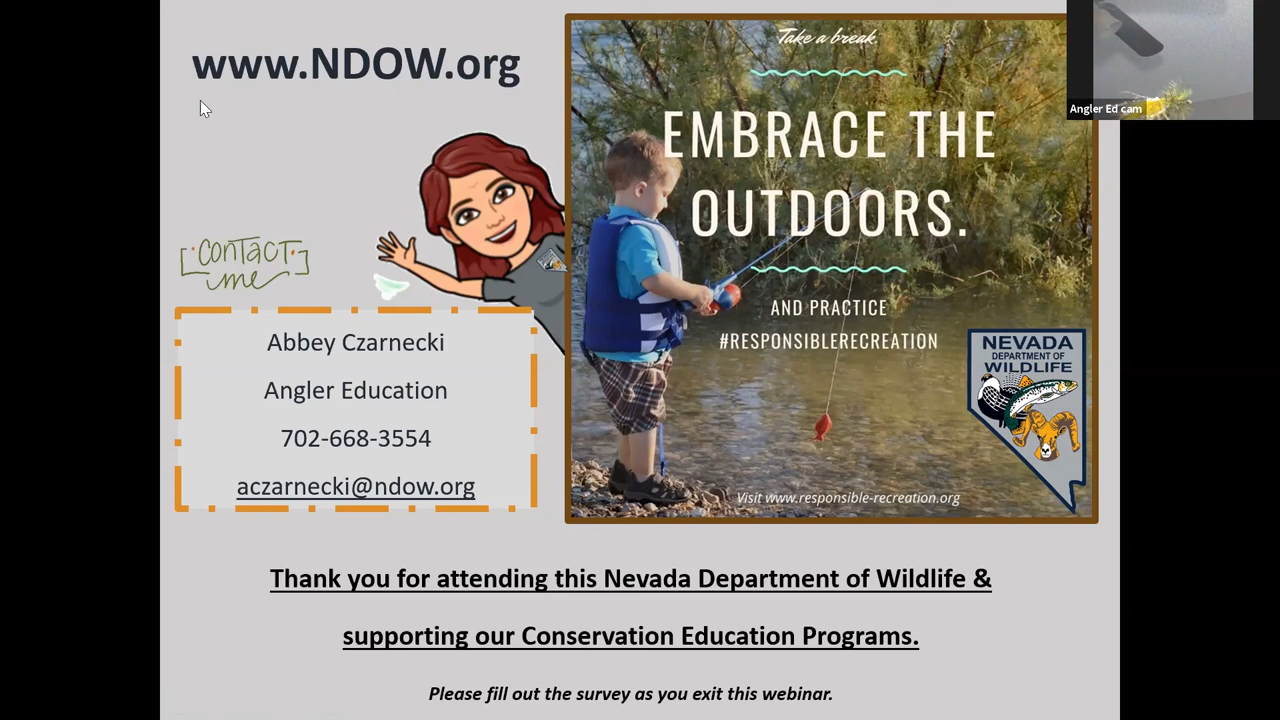 www.NDOW.org
[CONTACT]
me
Abbey Czarnecki
Angler Education
702-668-3554
aczarnecki@ndow.org
Take a break.
EMBRACE THE
OUTDOORS.
AND PRACTICE
#RESPONSIBLERECREATION
NEVADA
DEPARTMENT OF
WILDLIFE
Visit www.responsible-recreation.org
Angler Ed cam
Thank you for attending this Nevada Department of Wildlife &
supporting our Conservation Education Programs.
Please fill out the survey as you exit this webinar.